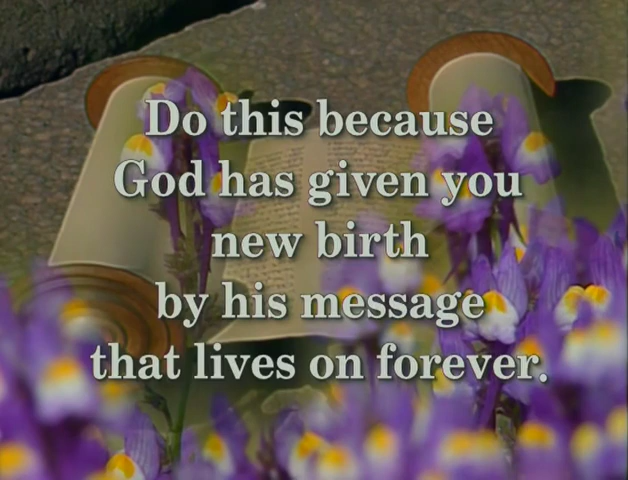 Do this because
God has given you
new birth
by his message
that lives on forever.